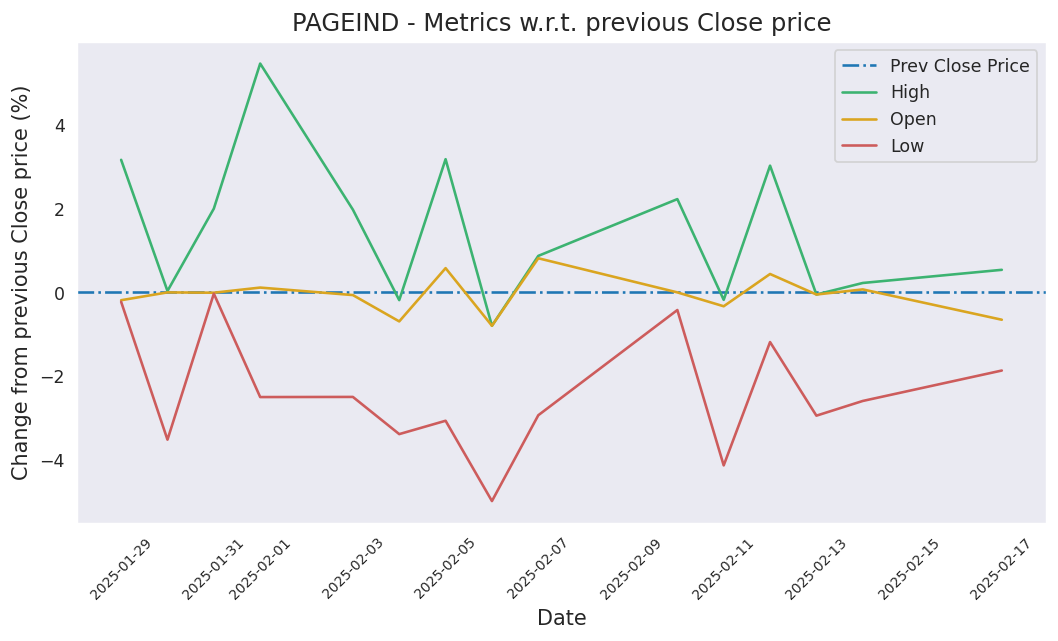 PAGEIND - Metrics w.r.t. previous Close price
Change from previous Close price (%)
4
2
0
−2
−4
Prev Close Price
High
Open
Low
2025-01-29
2025-01-31
2025-02-01
2025-02-03
2025-02-05
2025-02-07
2025-02-09
2025-02-11
2025-02-13
2025-02-15
2025-02-17
Date